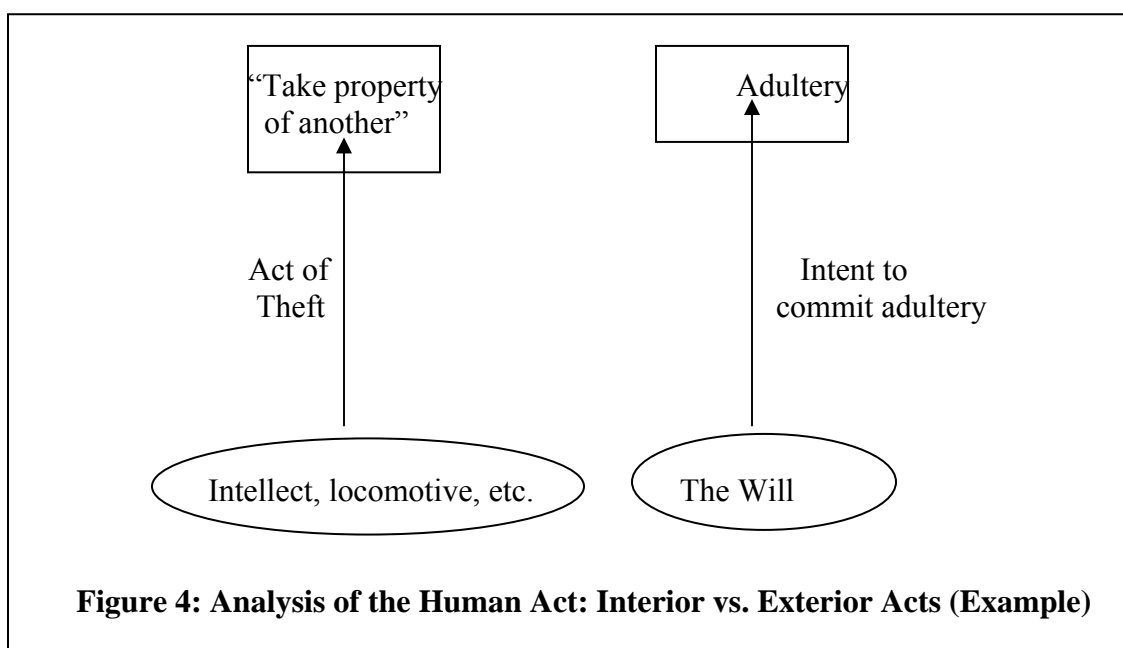 “Take property
of another”
Adultery
Act of
Theft
Intent to
commit adultery
Intellect, locomotive, etc.
The Will
Figure 4: Analysis of the Human Act: Interior vs. Exterior Acts (Example)